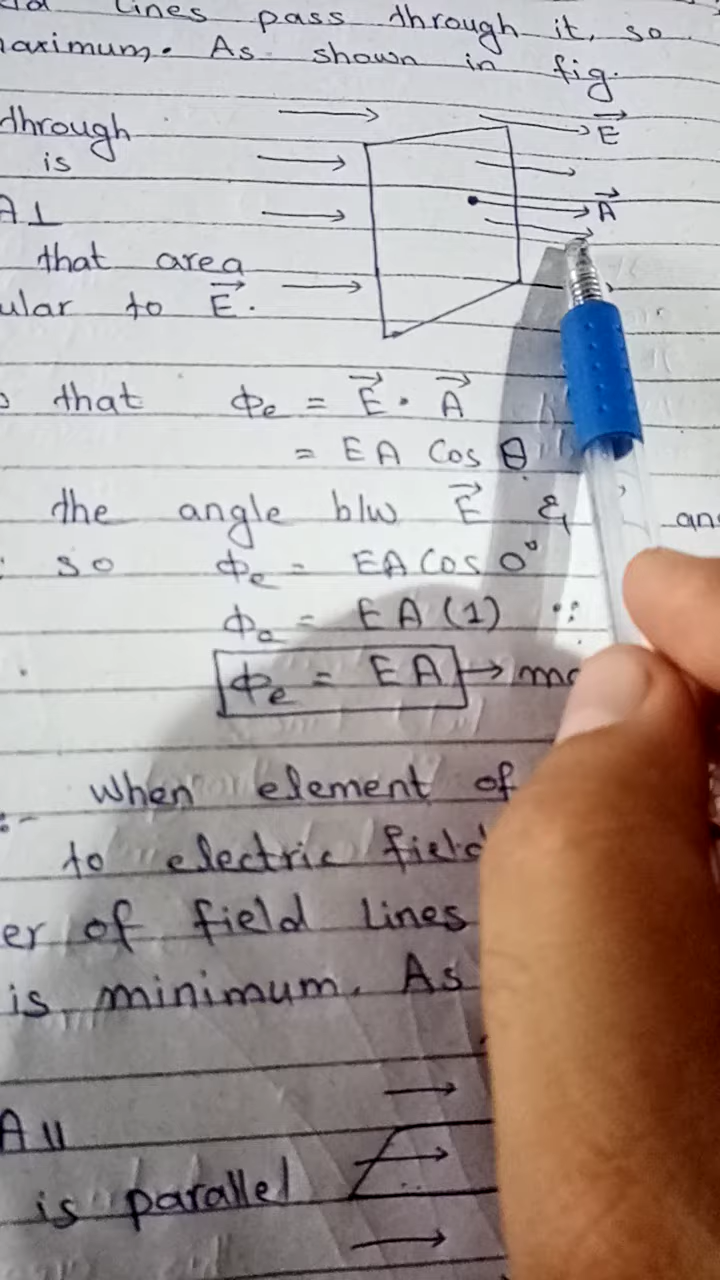 lines pass through it, so
maximum. As shown in fig.
through
is
E
A⊥
A
that area
ular to E.
that Φe = E . A
= EA Cos θ
the angle b/w E &
so Φe = EA Cos 0°
Φe = EA (1) ∵
Φe = EA → ma
:- When element of
to electric field
er of field lines
is minimum. As
A||
is parallel